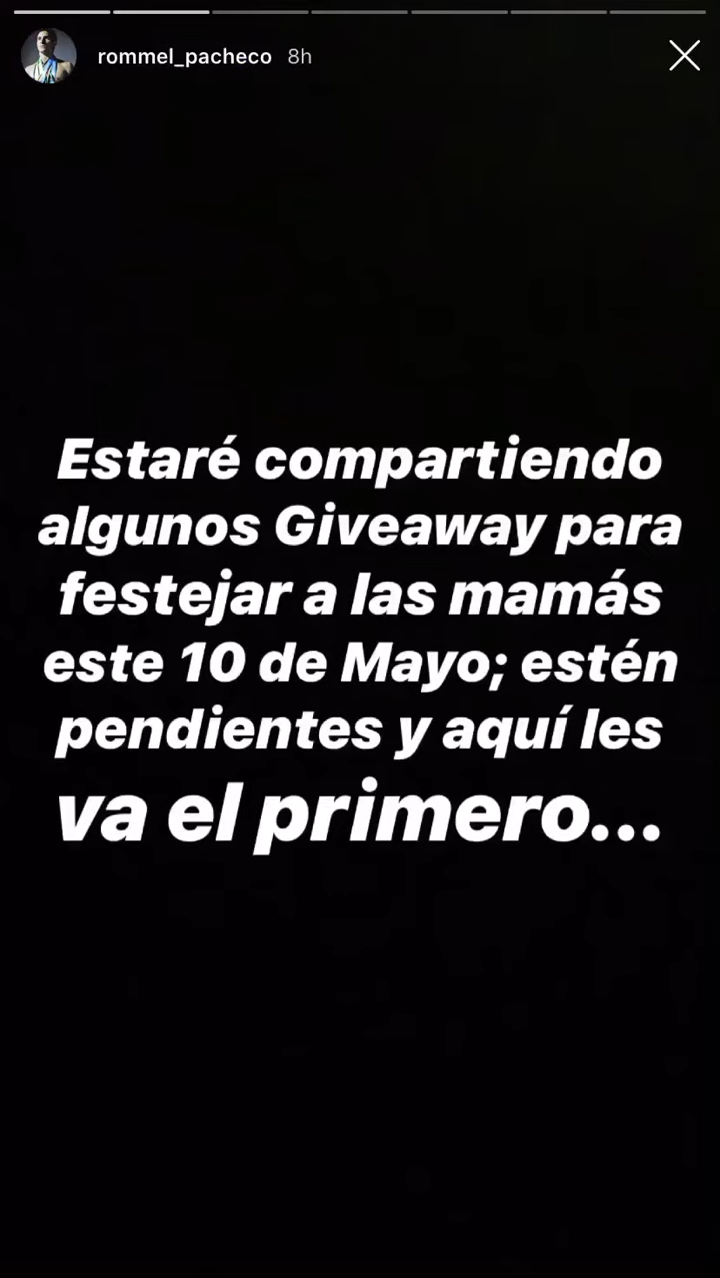 rommel_pacheco 8h
Estaré compartiendo
algunos Giveaway para
festejar a las mamás
este 10 de Mayo; estén
pendientes y aquí les
va el primero...